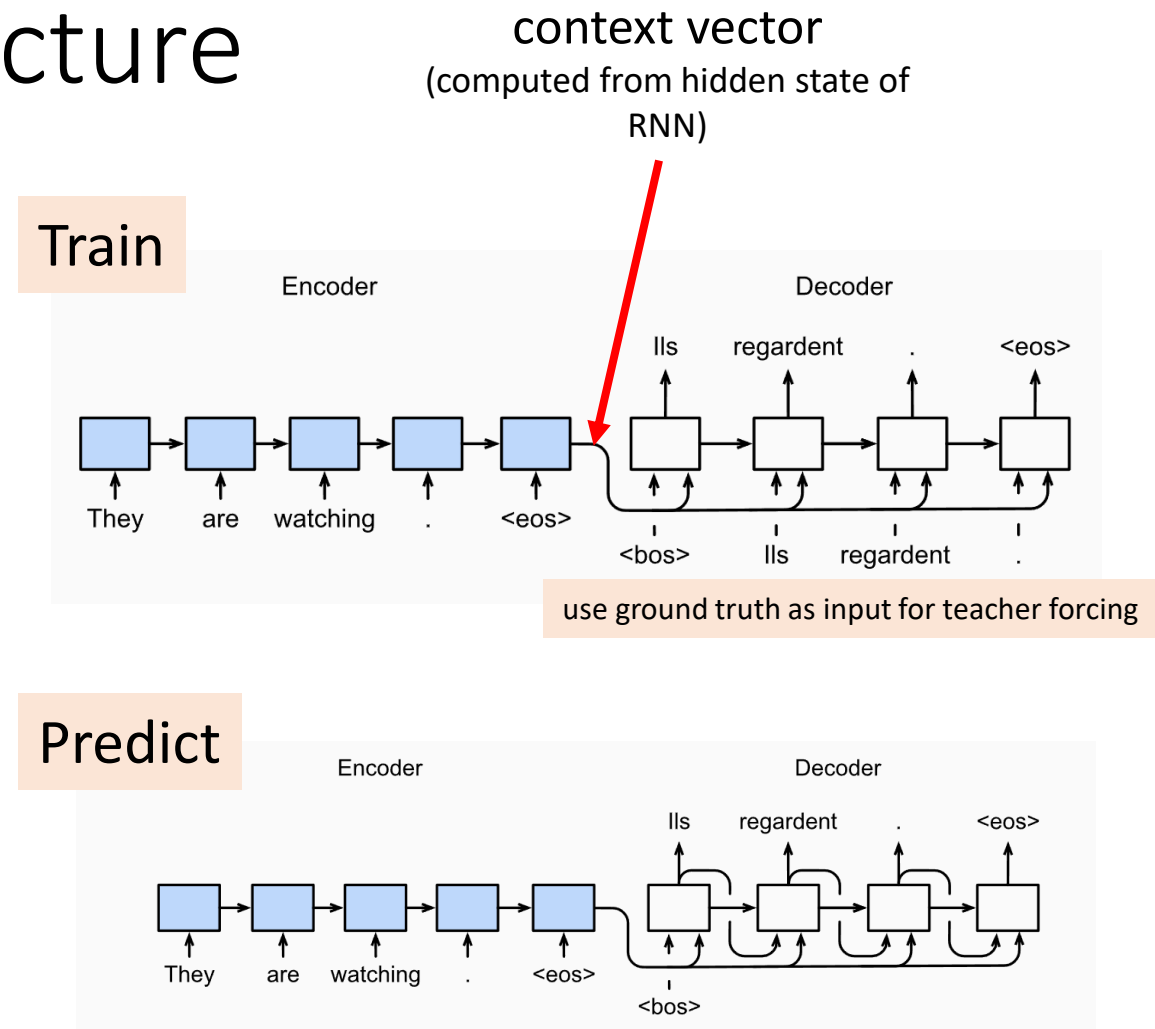 cture
context vector
(computed from hidden state of
RNN)
Train
Encoder
Decoder
Ils regardent . <eos>
They are watching . <eos>
<bos> Ils regardent .
use ground truth as input for teacher forcing
Predict
Encoder
Decoder
Ils regardent . <eos>
They are watching . <eos>
<bos>